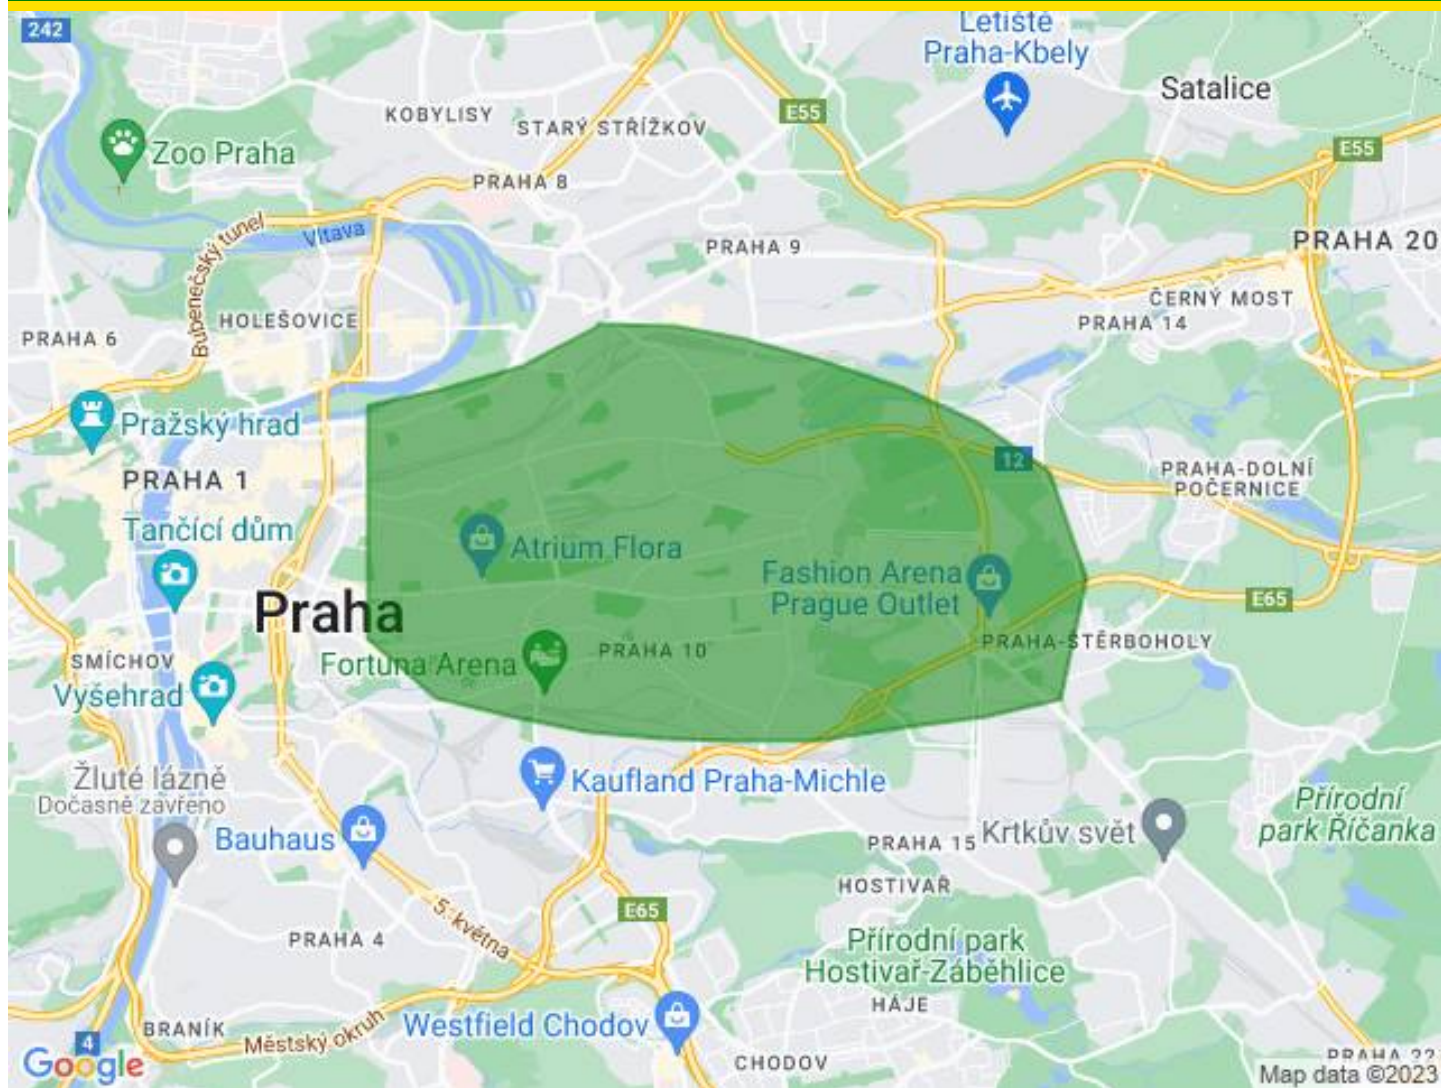 242
Letiště
Praha-Kbely
Satalice
KOBYLISY
STARÝ STŘÍŽKOV
E55
E55
Zoo Praha
PRAHA 8
Bubenečský tunel
Vltava
PRAHA 9
PRAHA 20
ČERNÝ MOST
PRAHA 14
HOLEŠOVICE
PRAHA 6
Pražský hrad
PRAHA 1
12
PRAHA-DOLNÍ
POČERNICE
Tančící dům
Atrium Flora
Fashion Arena
Prague Outlet
E65
Praha
PRAHA-ŠTĚRBOHOLY
SMÍCHOV
Fortuna Arena
PRAHA 10
Vyšehrad
Žluté lázně
Dočasně zavřeno
Kaufland Praha-Michle
Přírodní
park Říčanka
Bauhaus
PRAHA 15
Krtkův svět
HOSTIVAŘ
5. května
E65
PRAHA 4
Přírodní park
Hostivař-Záběhlice
HÁJE
Westfield Chodov
BRANÍK
Městský okruh
4
Google
CHODOV
PRAHA 22
Map data ©2023